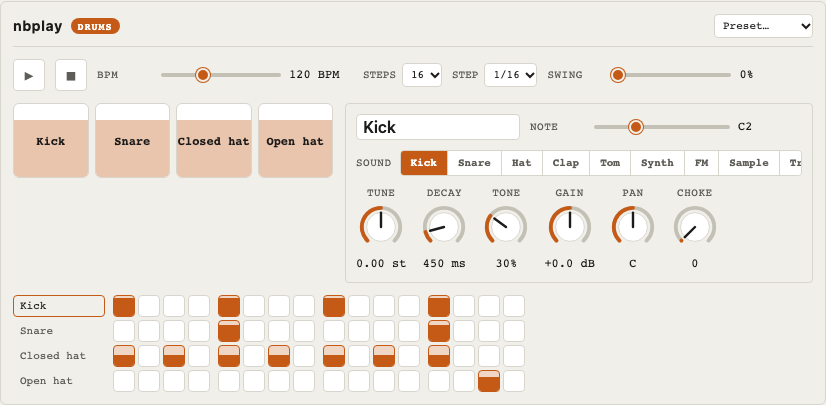 nbplay DRUMS Preset…
BPM 120 BPM STEPS 16 STEP 1/16 SWING 0%
Kick Snare Closed hat Open hat
Kick NOTE C2
SOUND Kick Snare Hat Clap Tom Synth FM Sample Tr
TUNE DECAY TONE GAIN PAN CHOKE
0.00 st 450 ms 30% +0.0 dB C 0
Kick
Snare
Closed hat
Open hat